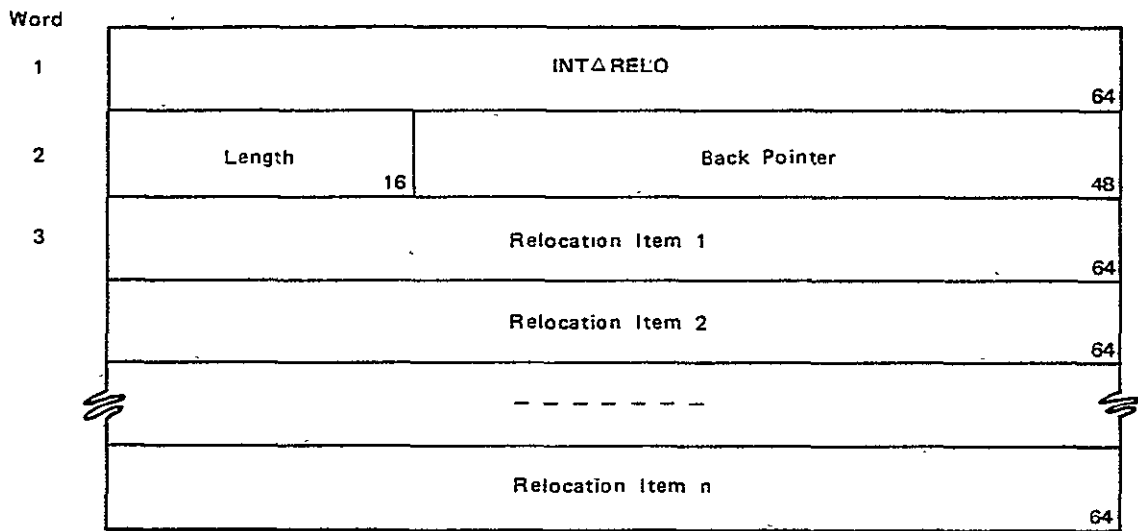 Word
1 INT△RELO 64
2 Length 16 Back Pointer 48
3 Relocation Item 1 64
Relocation Item 2 64
- - - - - - -
Relocation Item n 64